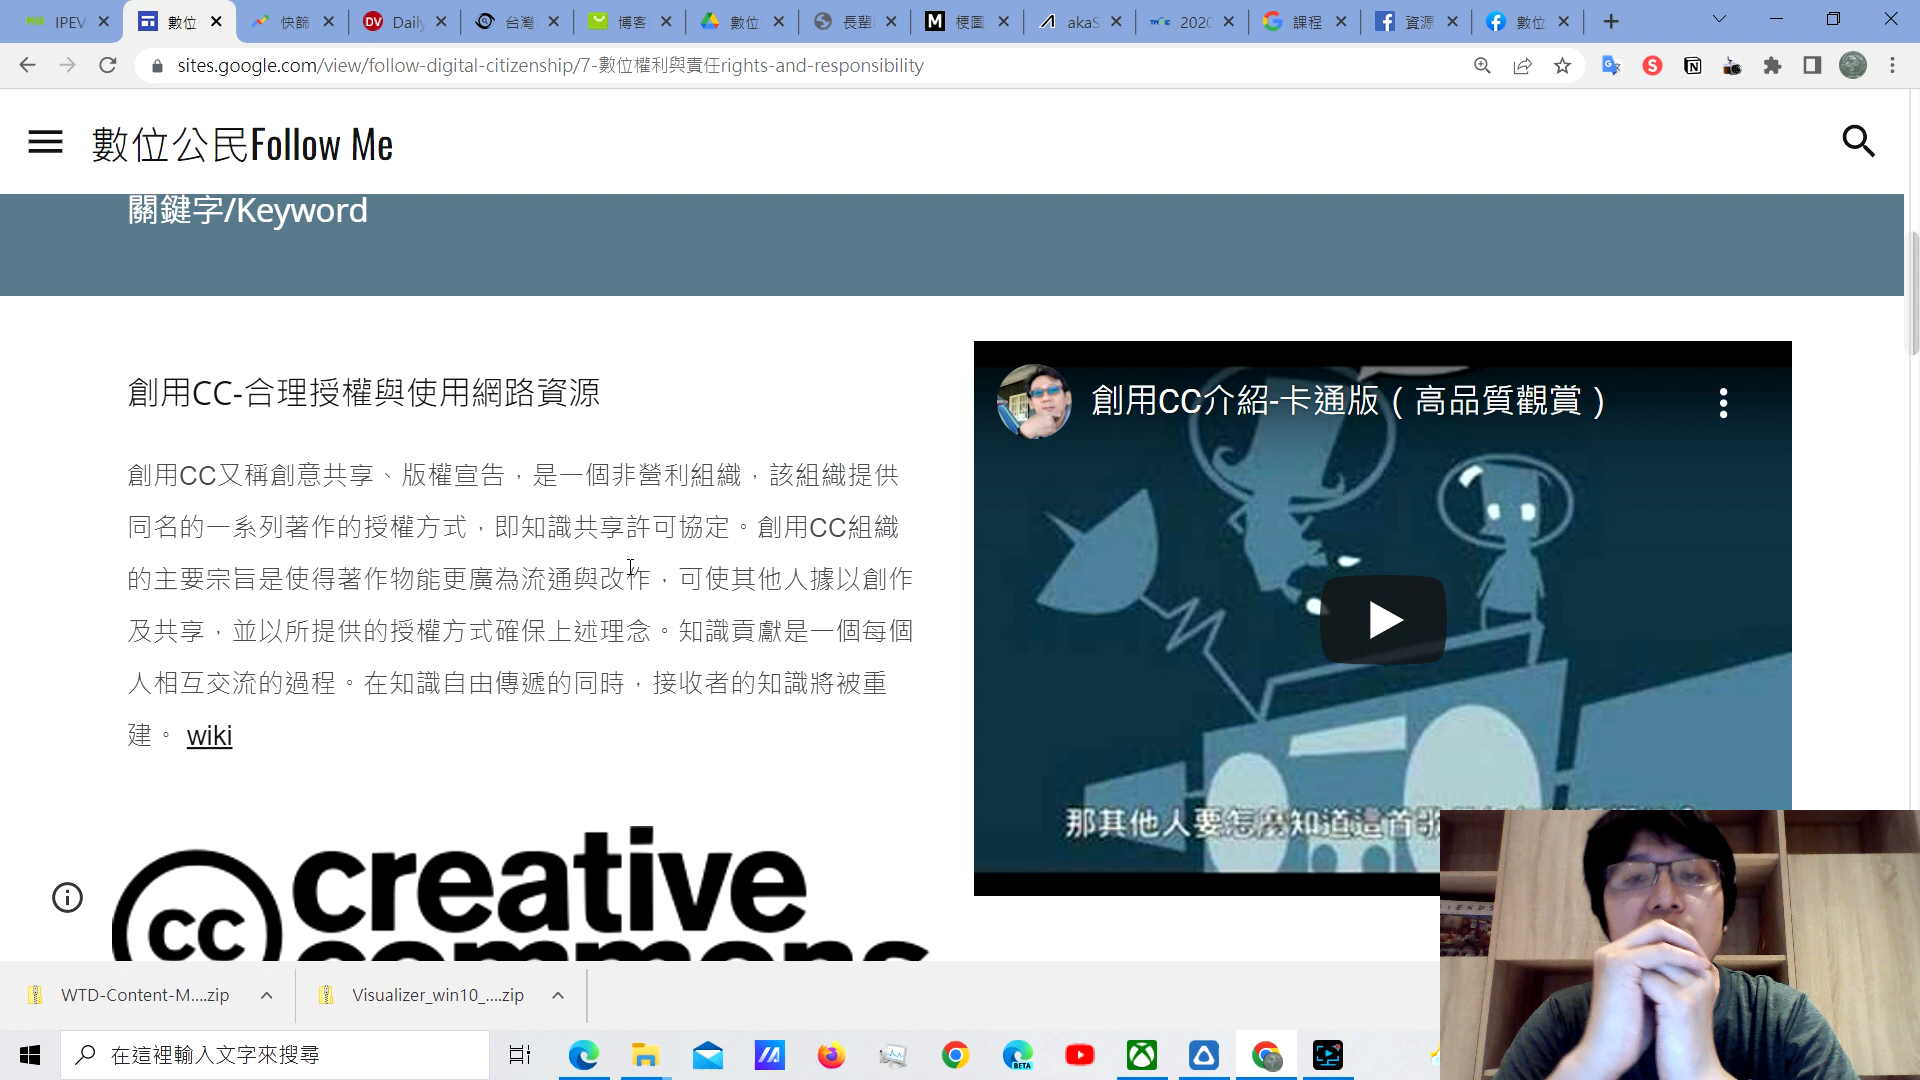 IPEV
數位
快篩
DV Daily
台灣
博客
數位
長輩
M 梗圖
akaS
2020
課程
資源
數位
sites.google.com/view/follow-digital-citizenship/7-數位權利與責任rights-and-responsibility
數位公民Follow Me
關鍵字/Keyword
創用CC-合理授權與使用網路資源
創用CC又稱創意共享、版權宣告，是一個非營利組織，該組織提供
同名的一系列著作的授權方式，即知識共享許可協定。創用CC組織
的主要宗旨是使得著作物能更廣為流通與改作，可使其他人據以創作
及共享，並以所提供的授權方式確保上述理念。知識貢獻是一個每個
人相互交流的過程。在知識自由傳遞的同時，接收者的知識將被重
建。 wiki
創用CC介紹-卡通版（高品質觀賞）
那其他人要怎麼知道這首歌
cc creative
commons
WTD-Content-M....zip
Visualizer_win10_....zip
在這裡輸入文字來搜尋
BETA